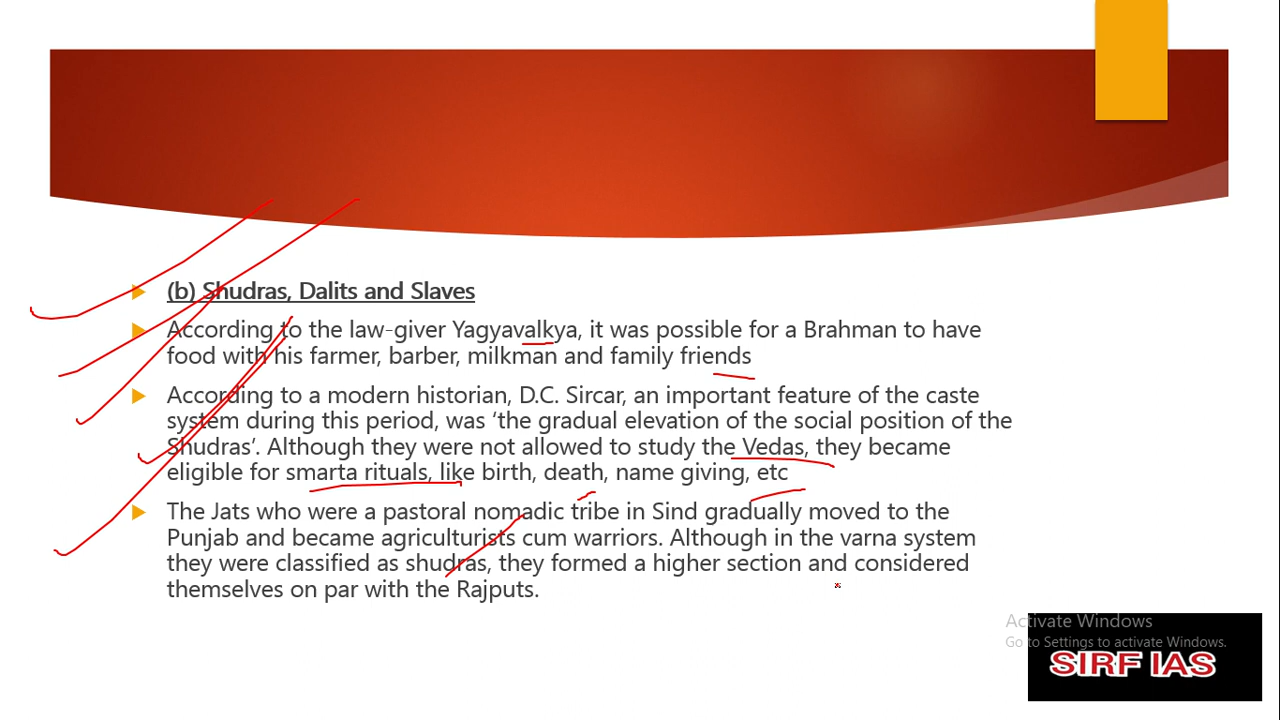 (b) Shudras, Dalits and Slaves
According to the law-giver Yagyavalkya, it was possible for a Brahman to have
food with his farmer, barber, milkman and family friends
According to a modern historian, D.C. Sircar, an important feature of the caste
system during this period, was ‘the gradual elevation of the social position of the
Shudras’. Although they were not allowed to study the Vedas, they became
eligible for smarta rituals, like birth, death, name giving, etc
The Jats who were a pastoral nomadic tribe in Sind gradually moved to the
Punjab and became agriculturists cum warriors. Although in the varna system
they were classified as shudras, they formed a higher section and considered
themselves on par with the Rajputs.
Activate Windows
Go to Settings to activate Windows.
SIRF IAS